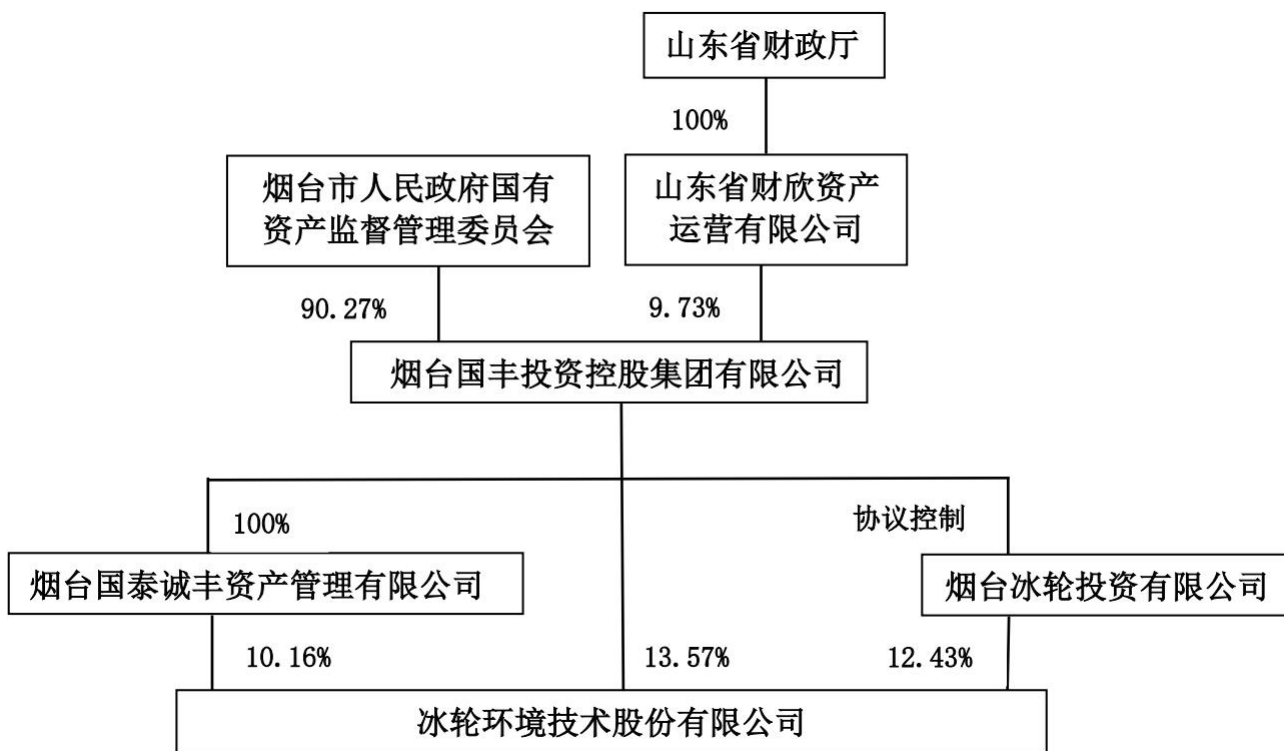 山东省财政厅
100%
烟台市人民政府国有
资产监督管理委员会
山东省财欣资产
运营有限公司
90.27%
9.73%
烟台国丰投资控股集团有限公司
100%
协议控制
烟台国泰诚丰资产管理有限公司
烟台冰轮投资有限公司
10.16%
13.57%
12.43%
冰轮环境技术股份有限公司